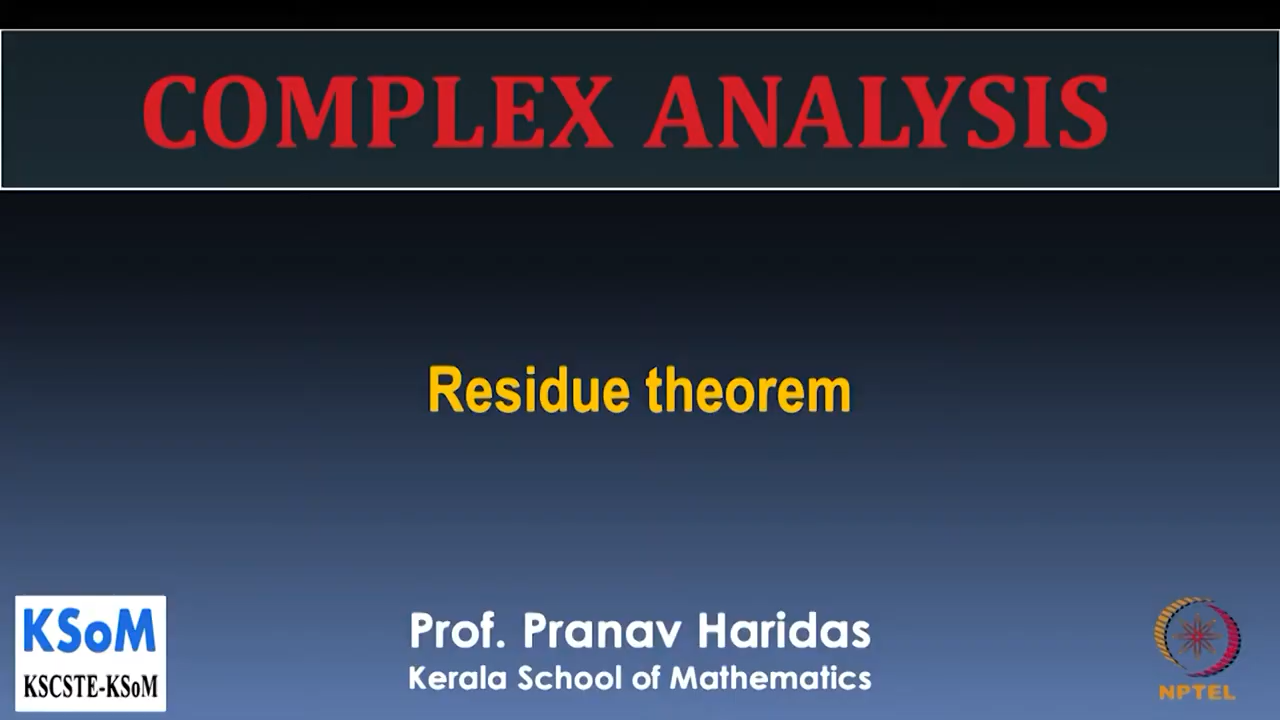 COMPLEX ANALYSIS
Residue theorem
KSoM
KSCSTE-KSoM
Prof. Pranav Haridas
Kerala School of Mathematics
NPTEL